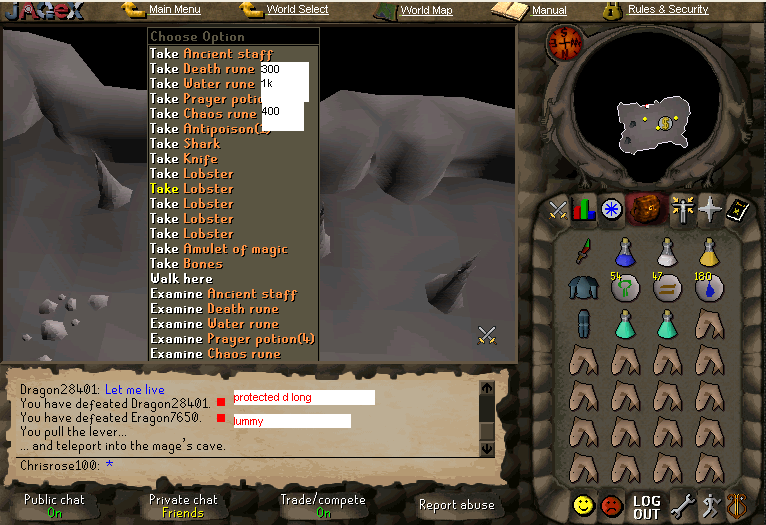 JAGeX
Main Menu
World Select
World Map
Manual
Rules & Security
Choose Option
Take Ancient staff
Take Death rune 300
Take Water rune 1k
Take Prayer potio
Take Chaos rune 400
Take Antipoison(
Take Shark
Take Knife
Take Lobster
Take Lobster
Take Lobster
Take Lobster
Take Lobster
Take Amulet of magic
Take Bones
Walk here
Examine Ancient staff
Examine Death rune
Examine Water rune
Examine Prayer potion(4)
Examine Chaos rune
S
E
W
N
54
47
180
Dragon28401: Let me live
You have defeated Dragon28401.
protected d long
You have defeated Eragon7650.
jummy
You pull the lever...
... and teleport into the mage's cave.
Chrisrose100: *
Public chat
On
Private chat
Friends
Trade/compete
On
Report abuse
LOG
OUT